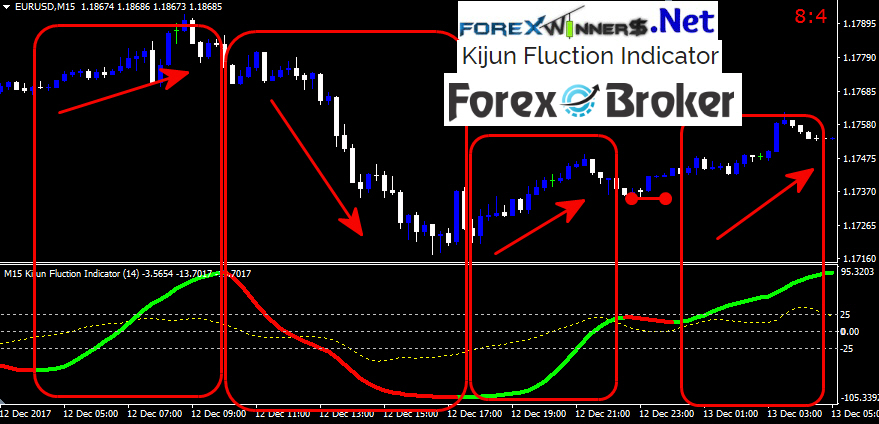 EURUSD,M15 1.18674 1.18686 1.18673 1.18685
FOREXWINNER$.Net
8:4
Kijun Fluction Indicator
Forex Broker
1.17895
1.17790
1.17685
1.17580
1.17475
1.17370
1.17265
1.17160
M15 Kijun Fluction Indicator (14) -3.5654 -13.7017 7017
95.3203
25
0.00
-25
-105.3392
12 Dec 2017
12 Dec 05:00
12 Dec 07:00
12 Dec 09:00
12 Dec 11:00
12 Dec 13:00
12 Dec 15:00
12 Dec 17:00
12 Dec 19:00
12 Dec 21:00
12 Dec 23:00
13 Dec 01:00
13 Dec 03:00
13 Dec 05: